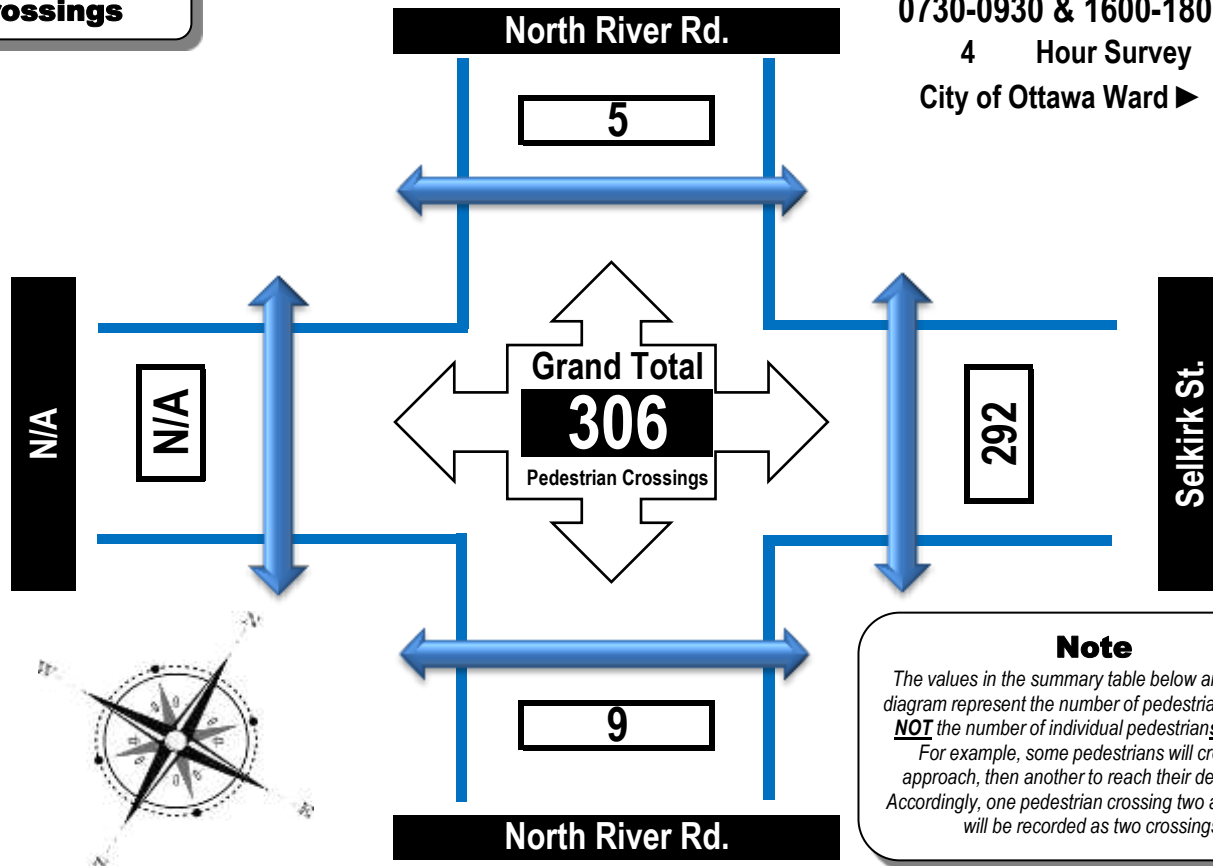 rossings
North River Rd.
0730-0930 & 1600-180
4 Hour Survey
City of Ottawa Ward ►
5
N/A
N/A
Grand Total
306
Pedestrian Crossings
292
Selkirk St.
9
North River Rd.
N
W
Note
The values in the summary table below a
diagram represent the number of pedestria
NOT the number of individual pedestrians
For example, some pedestrians will cr
approach, then another to reach their de
Accordingly, one pedestrian crossing two a
will be recorded as two crossings